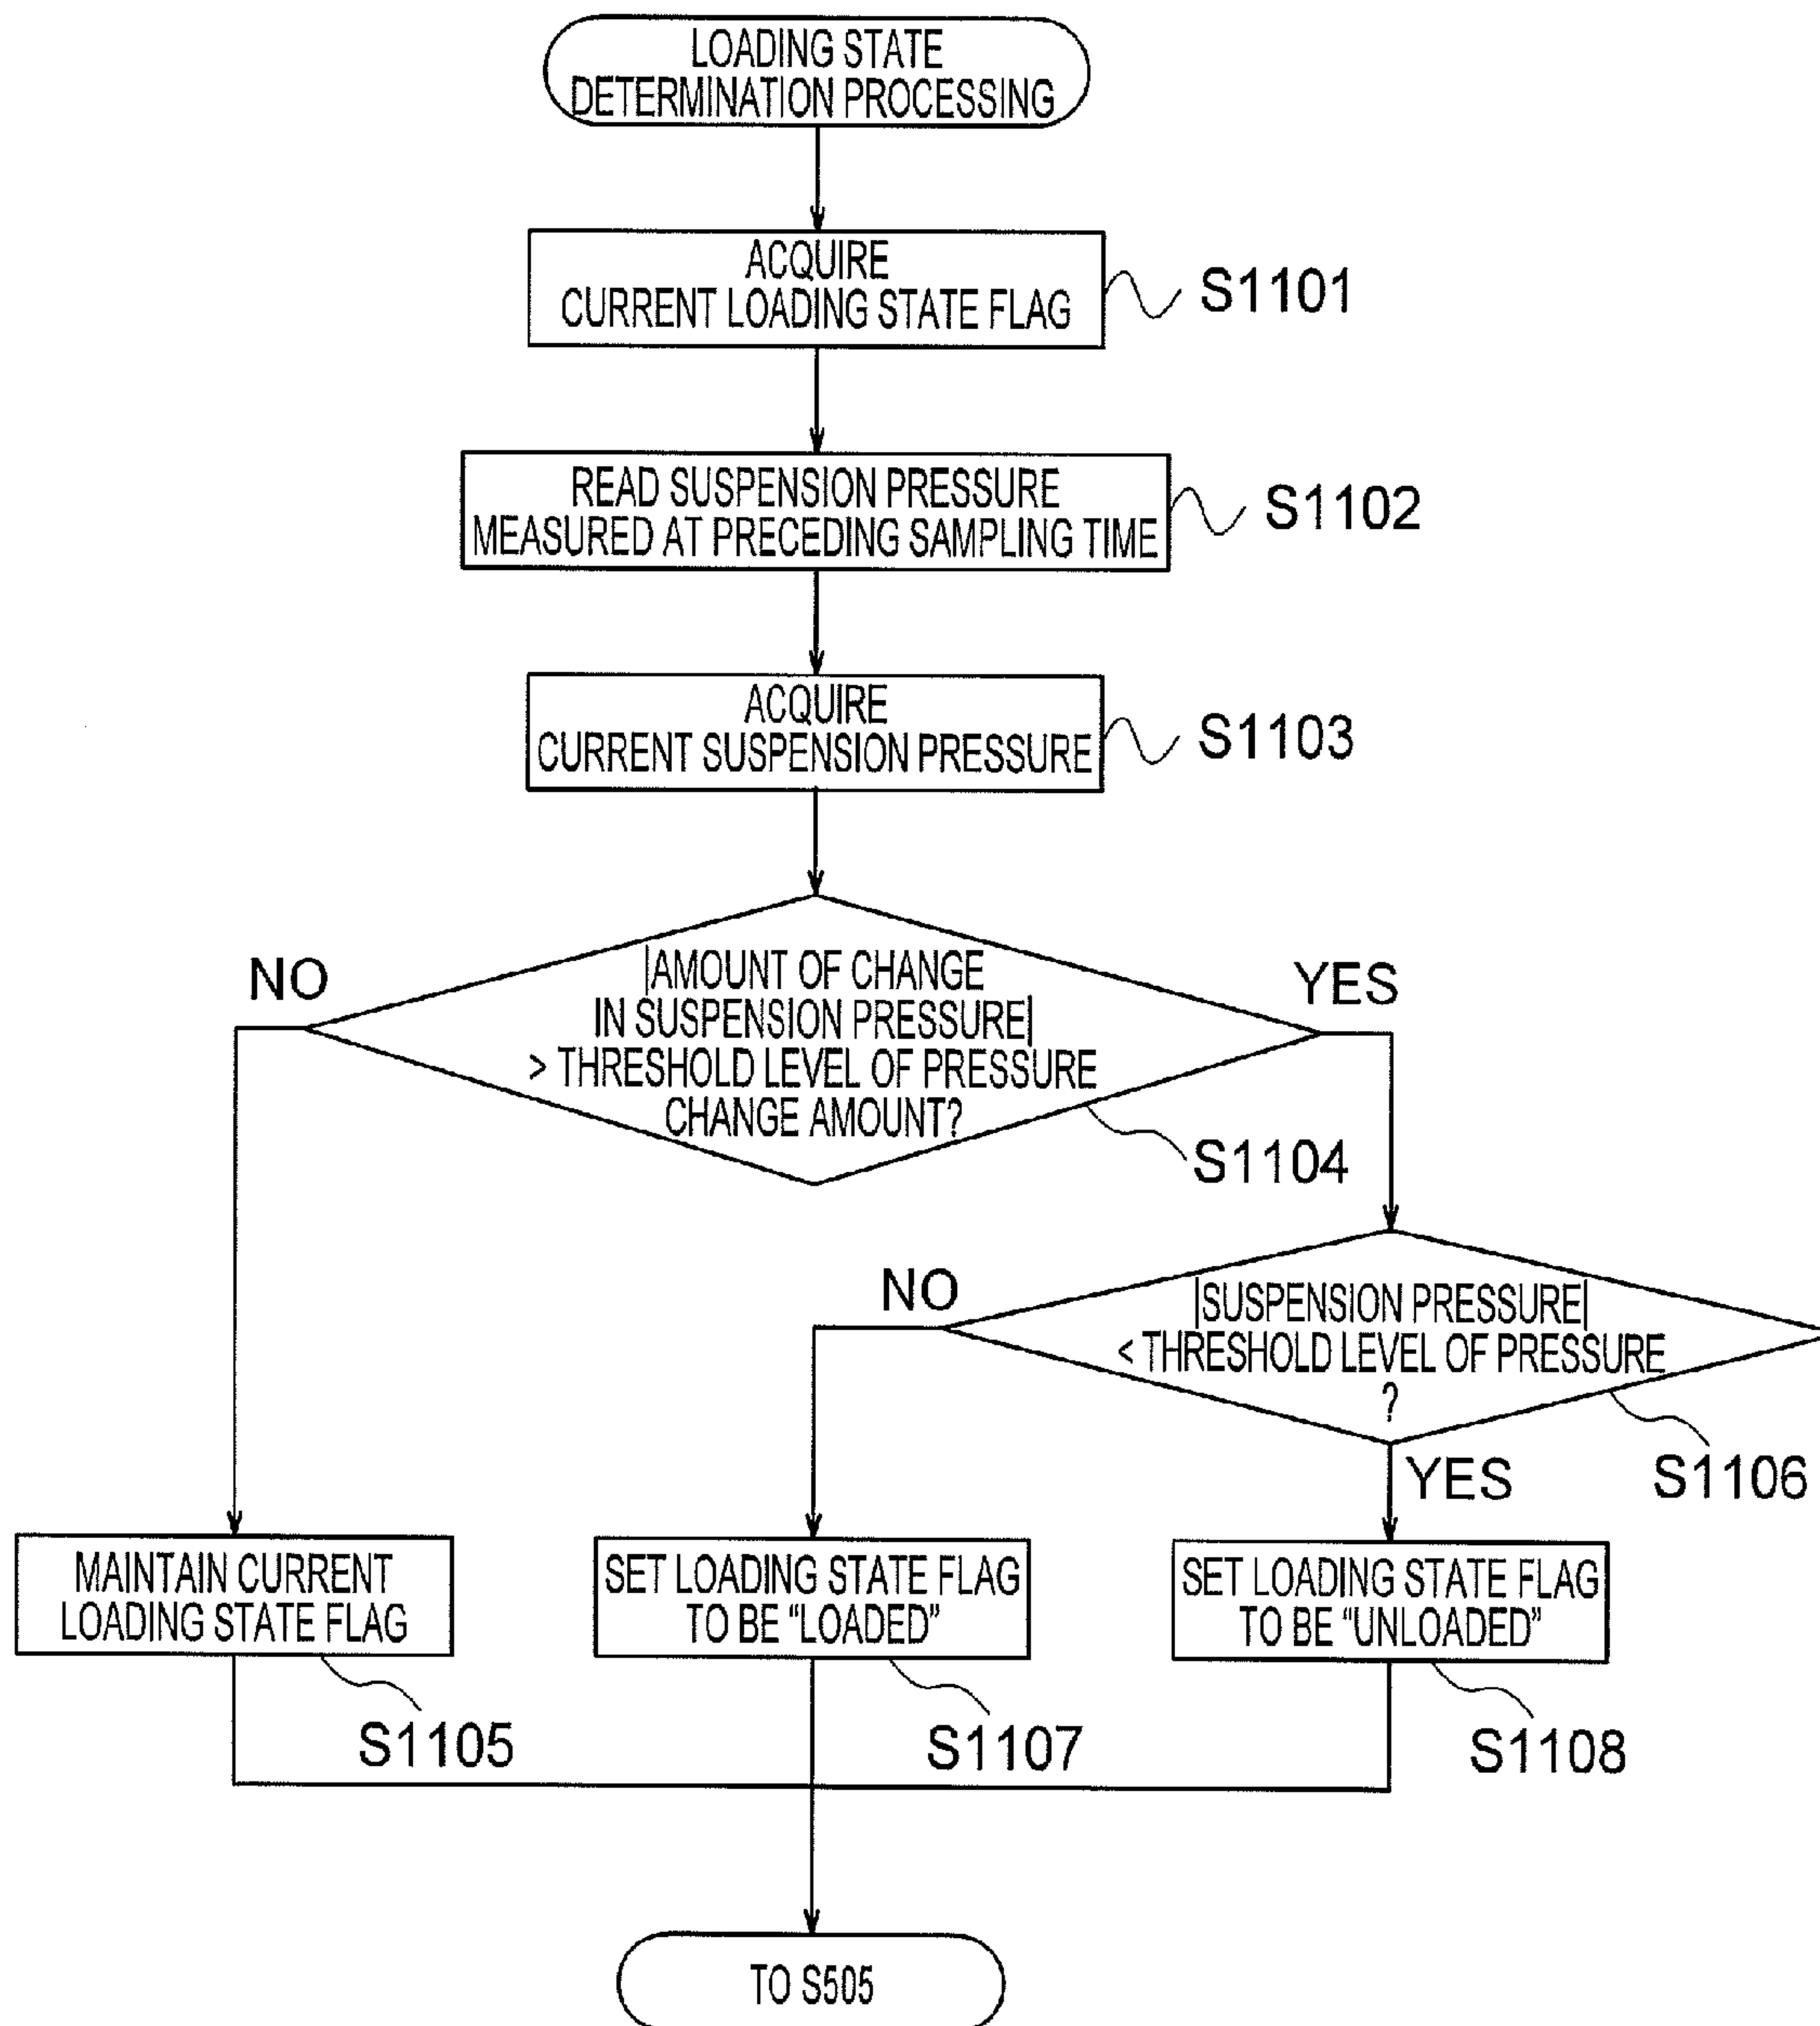 LOADING STATE
DETERMINATION PROCESSING
ACQUIRE
CURRENT LOADING STATE FLAG
S1101
READ SUSPENSION PRESSURE
MEASURED AT PRECEDING SAMPLING TIME
S1102
ACQUIRE
CURRENT SUSPENSION PRESSURE
S1103
NO
|AMOUNT OF CHANGE
IN SUSPENSION PRESSURE|
> THRESHOLD LEVEL OF PRESSURE
CHANGE AMOUNT?
YES
S1104
NO
|SUSPENSION PRESSURE|
< THRESHOLD LEVEL OF PRESSURE
?
YES
S1106
MAINTAIN CURRENT
LOADING STATE FLAG
S1105
SET LOADING STATE FLAG
TO BE “LOADED”
S1107
SET LOADING STATE FLAG
TO BE “UNLOADED”
S1108
TO S505